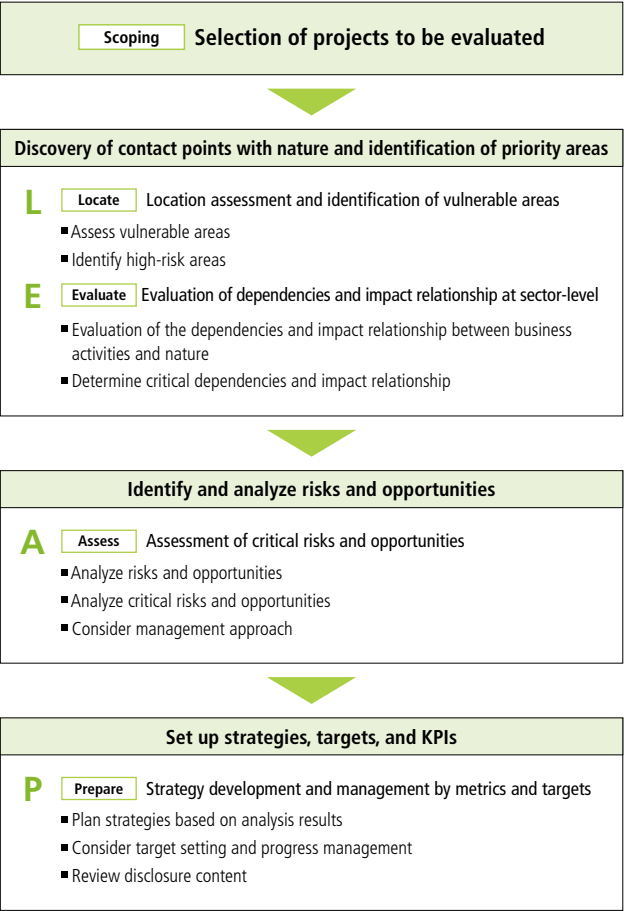 Scoping Selection of projects to be evaluated
Discovery of contact points with nature and identification of priority areas
L Locate Location assessment and identification of vulnerable areas
■ Assess vulnerable areas
■ Identify high-risk areas
E Evaluate Evaluation of dependencies and impact relationship at sector-level
■ Evaluation of the dependencies and impact relationship between business
activities and nature
■ Determine critical dependencies and impact relationship
Identify and analyze risks and opportunities
A Assess Assessment of critical risks and opportunities
■ Analyze risks and opportunities
■ Analyze critical risks and opportunities
■ Consider management approach
Set up strategies, targets, and KPIs
P Prepare Strategy development and management by metrics and targets
■ Plan strategies based on analysis results
■ Consider target setting and progress management
■ Review disclosure content